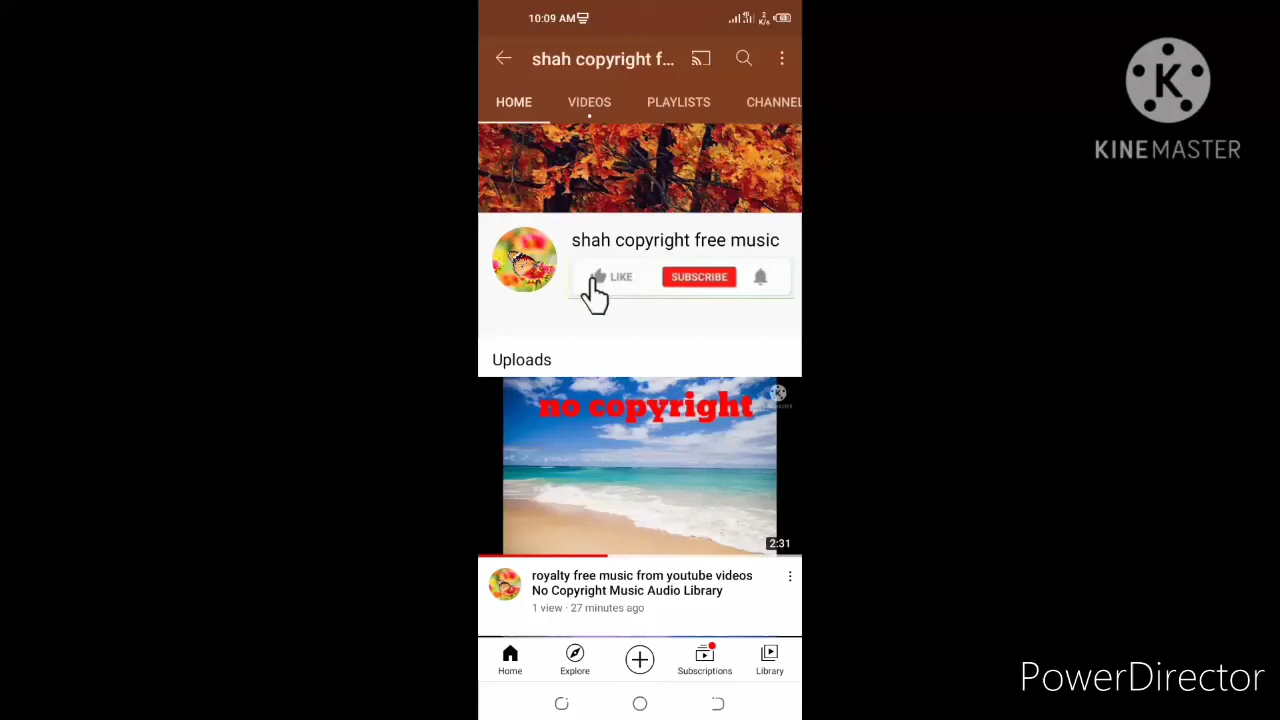 10:09 AM
shah copyright f...
HOME VIDEOS PLAYLISTS CHANNEL
KINEMASTER
shah copyright free music
LIKE SUBSCRIBE
Uploads
no copyright
2:31
royalty free music from youtube videos
No Copyright Music Audio Library
1 view · 27 minutes ago
Home Explore Subscriptions Library
PowerDirector